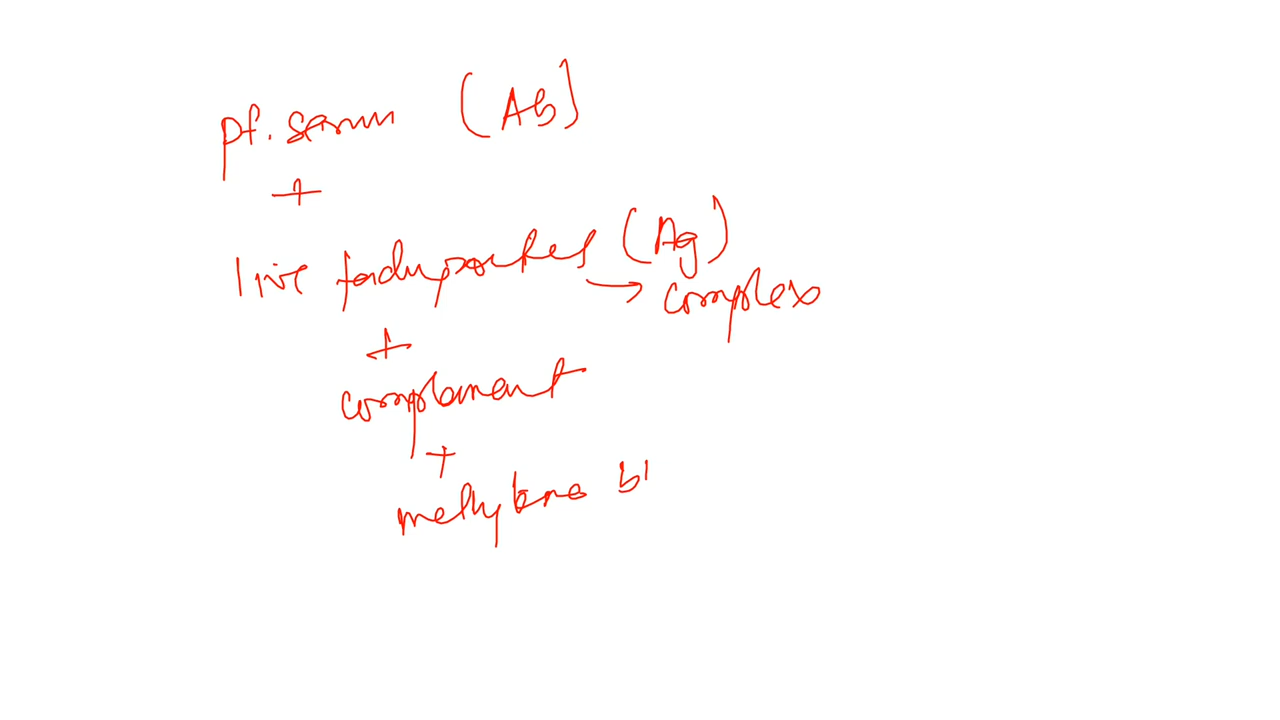 pt. serum (Ab)
+
live tachyzoites (Ag)
→ complex
+
complement
+
methylene bl